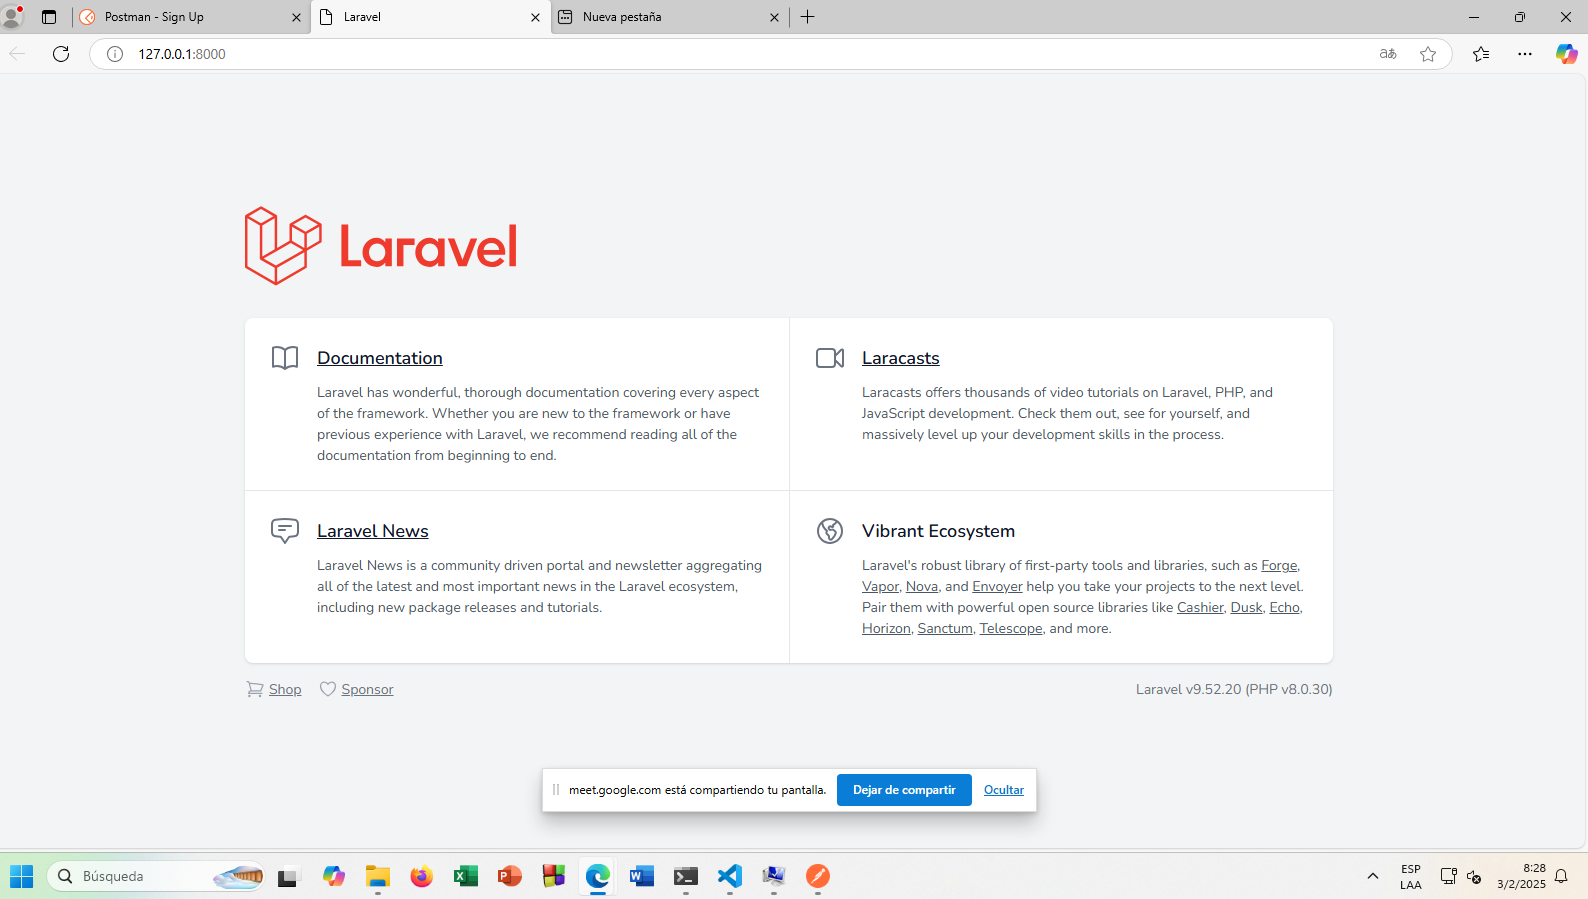 Postman - Sign Up
Laravel
Nueva pestaña
127.0.0.1:8000
Laravel
Documentation
Laravel has wonderful, thorough documentation covering every aspect
of the framework. Whether you are new to the framework or have
previous experience with Laravel, we recommend reading all of the
documentation from beginning to end.
Laracasts
Laracasts offers thousands of video tutorials on Laravel, PHP, and
JavaScript development. Check them out, see for yourself, and
massively level up your development skills in the process.
Laravel News
Laravel News is a community driven portal and newsletter aggregating
all of the latest and most important news in the Laravel ecosystem,
including new package releases and tutorials.
Vibrant Ecosystem
Laravel's robust library of first-party tools and libraries, such as Forge,
Vapor, Nova, and Envoyer help you take your projects to the next level.
Pair them with powerful open source libraries like Cashier, Dusk, Echo,
Horizon, Sanctum, Telescope, and more.
Shop
Sponsor
Laravel v9.52.20 (PHP v8.0.30)
meet.google.com está compartiendo tu pantalla.
Dejar de compartir
Ocultar
Búsqueda
ESP
LAA
8:28
3/2/2025